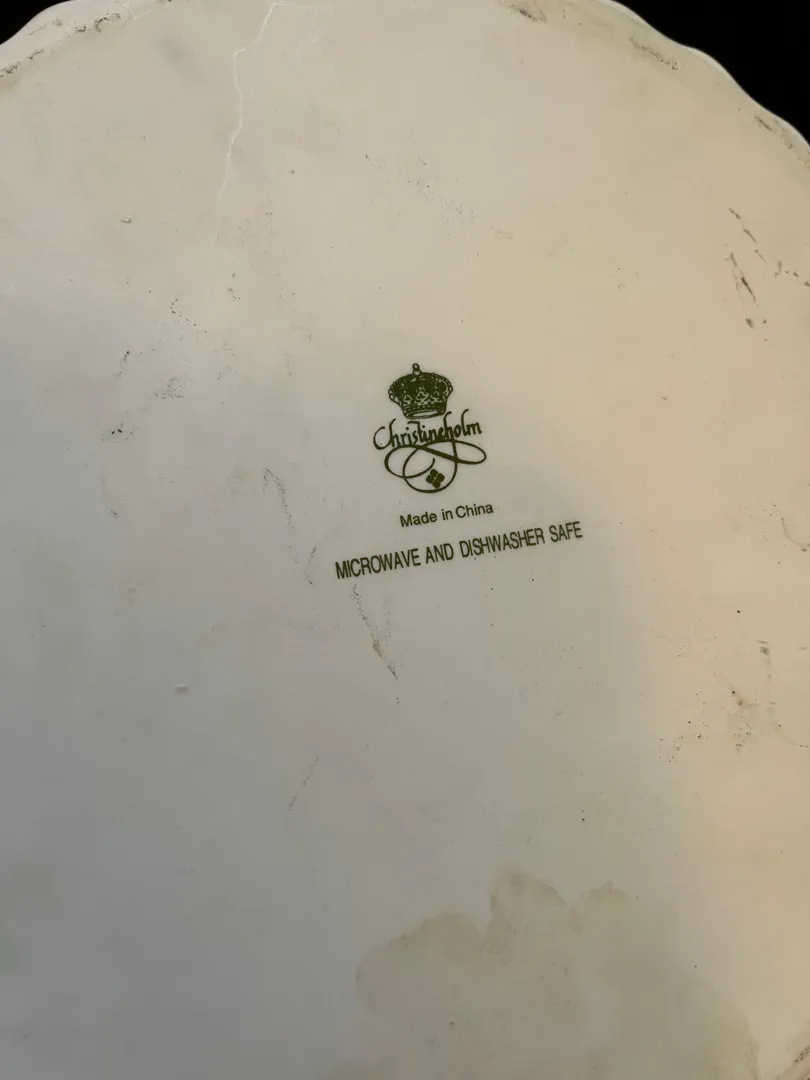 Christineholm
Made in China
MICROWAVE AND DISHWASHER SAFE